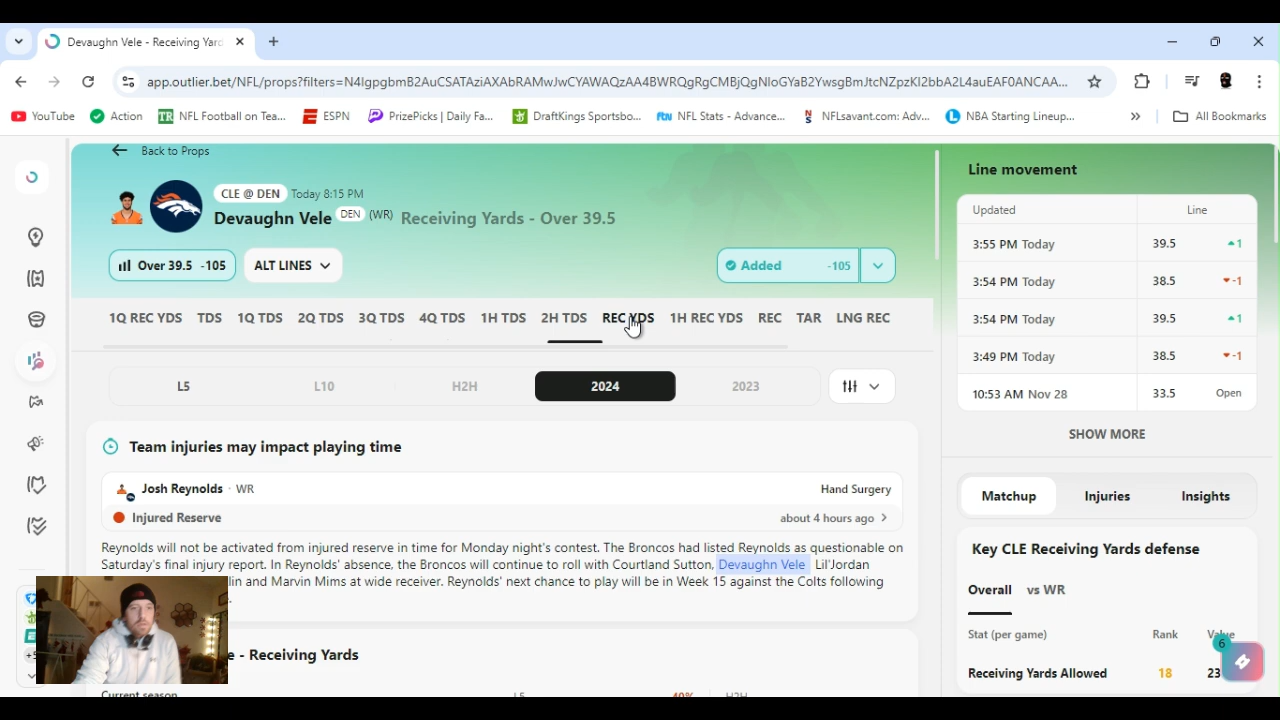 Devaughn Vele - Receiving Yard
app.outlier.bet/NFL/props?filters=N4IgpgbmB2AuCSATAziAXAbRAMwJwCYAWAQzAA4BWRQgRgCMBjQgNIoGYaB2YwsgBmJtcNZpzKI2bbA2L4auEAF0ANCAA...
YouTube Action NFL Football on Tea... ESPN PrizePicks | Daily Fa... DraftKings Sportsbo... NFL Stats - Advance... NFLsavant.com: Adv... NBA Starting Lineup... » All Bookmarks
Back to Props
CLE @ DEN Today 8:15 PM
Devaughn Vele DEN (WR) Receiving Yards - Over 39.5
Over 39.5 -105 ALT LINES Added -105
1Q REC YDS TDS 1Q TDS 2Q TDS 3Q TDS 4Q TDS 1H TDS 2H TDS REC YDS 1H REC YDS REC TAR LNG REC
L5 L10 H2H 2024 2023
Team injuries may impact playing time
Josh Reynolds · WR Hand Surgery
Injured Reserve about 4 hours ago
Reynolds will not be activated from injured reserve in time for Monday night's contest. The Broncos had listed Reynolds as questionable on
Saturday's final injury report. In Reynolds' absence, the Broncos will continue to roll with Courtland Sutton, Devaughn Vele Lil'Jordan
lin and Marvin Mims at wide receiver. Reynolds' next chance to play will be in Week 15 against the Colts following
e - Receiving Yards
Current season L5 40% H2H
Line movement
Updated Line
3:55 PM Today 39.5 1
3:54 PM Today 38.5 -1
3:54 PM Today 39.5 1
3:49 PM Today 38.5 -1
10:53 AM Nov 28 33.5 Open
SHOW MORE
Matchup Injuries Insights
Key CLE Receiving Yards defense
Overall vs WR
Stat (per game) Rank Value
6
Receiving Yards Allowed 18 23